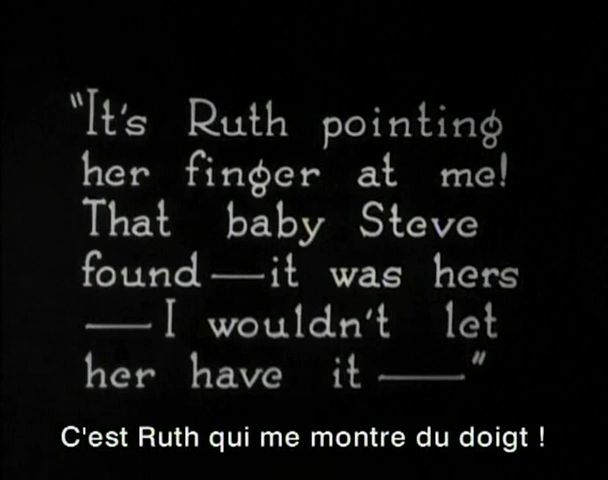 "It's Ruth pointing
her finger at me!
That baby Steve
found — it was hers
— I wouldn't let
her have it — "
C'est Ruth qui me montre du doigt !